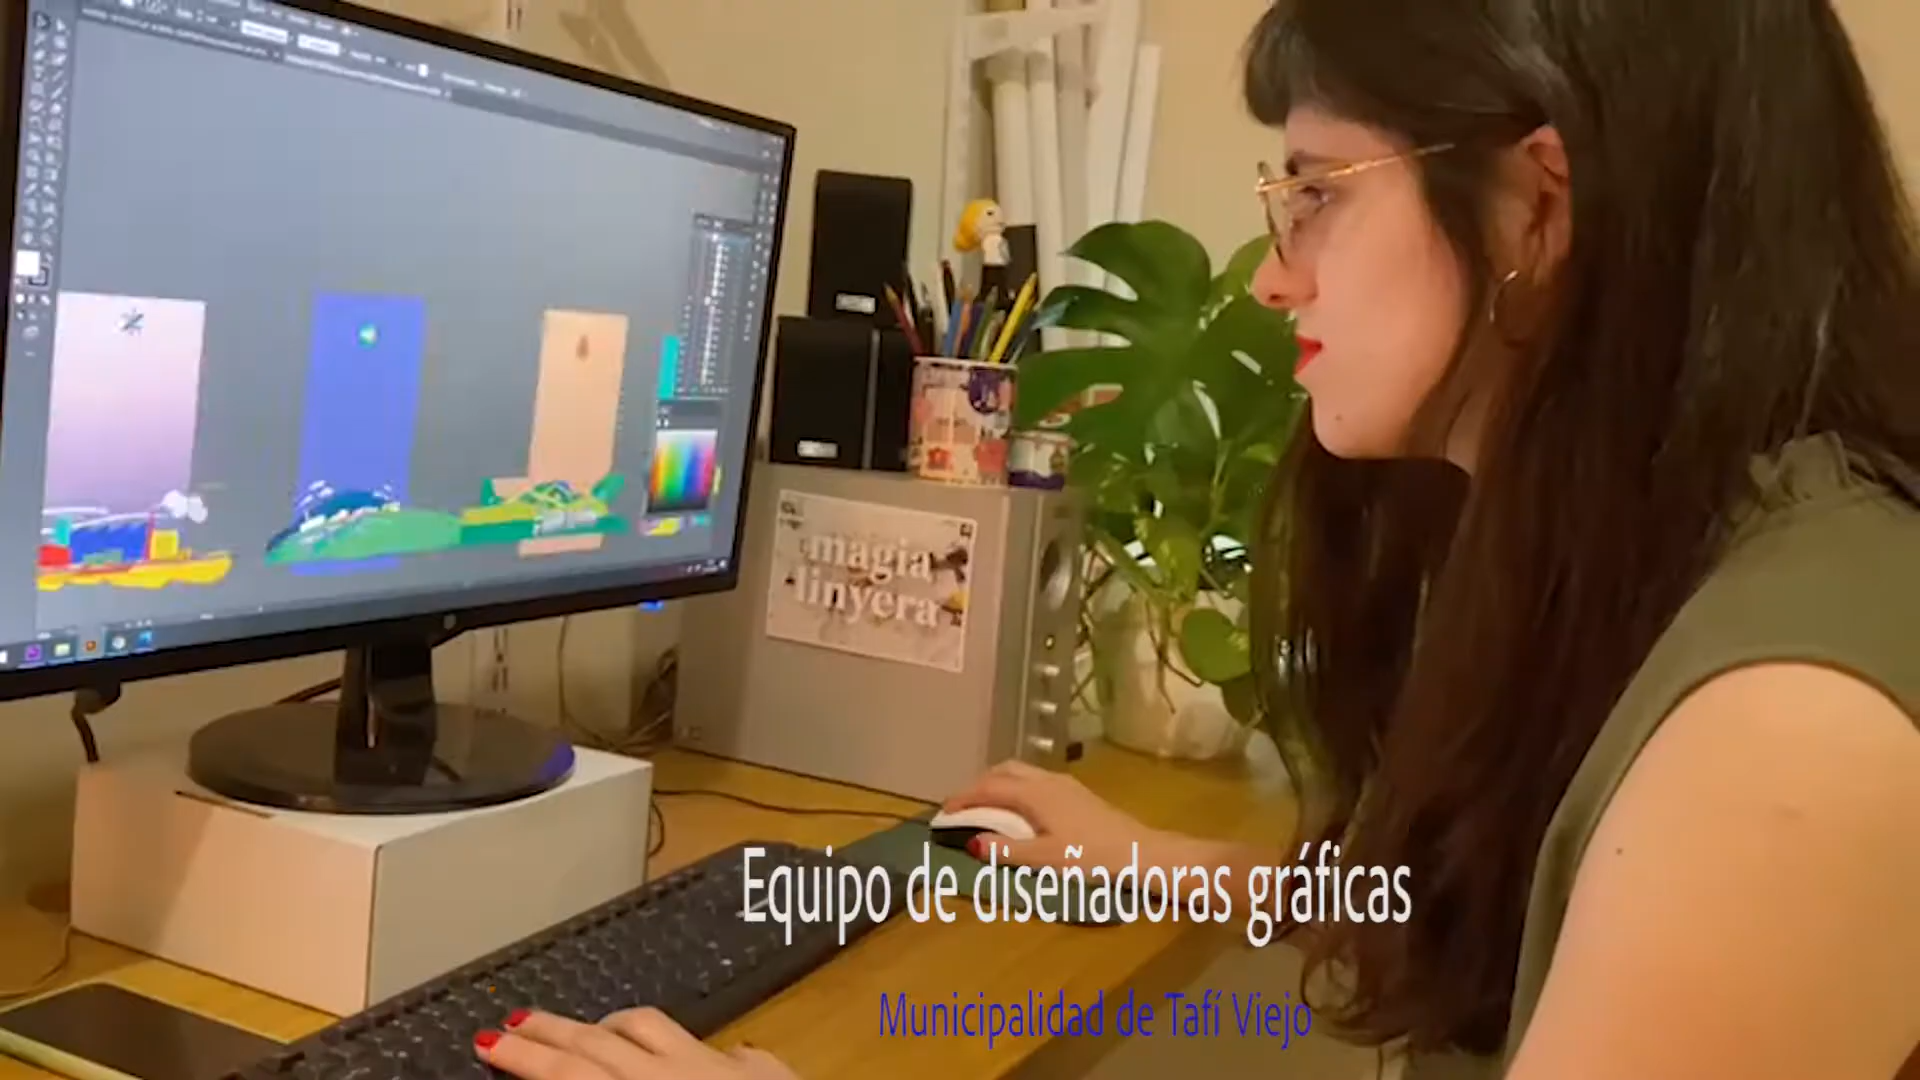 magia
linyera
Equipo de diseñadoras gráficas
Municipalidad de Tafí Viejo